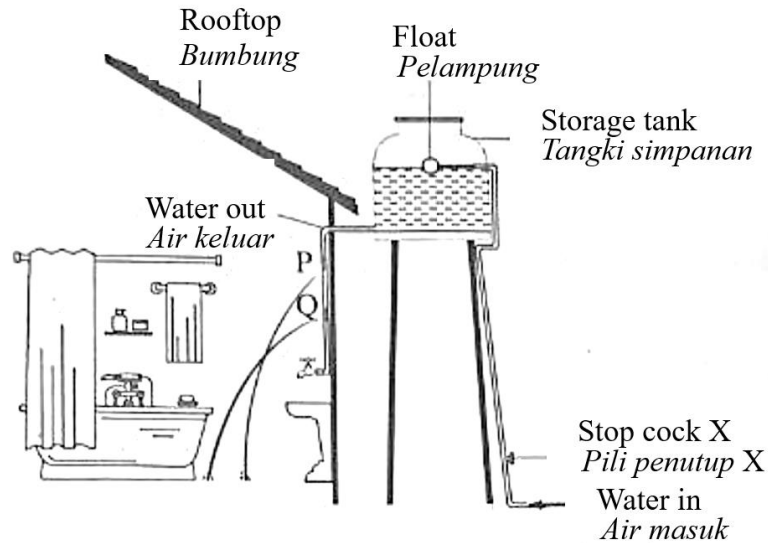 Rooftop
Bumbung
Float
Pelampung
Storage tank
Tangki simpanan
Water out
Air keluar
P
Q
Stop cock X
Pili penutup X
Water in
Air masuk